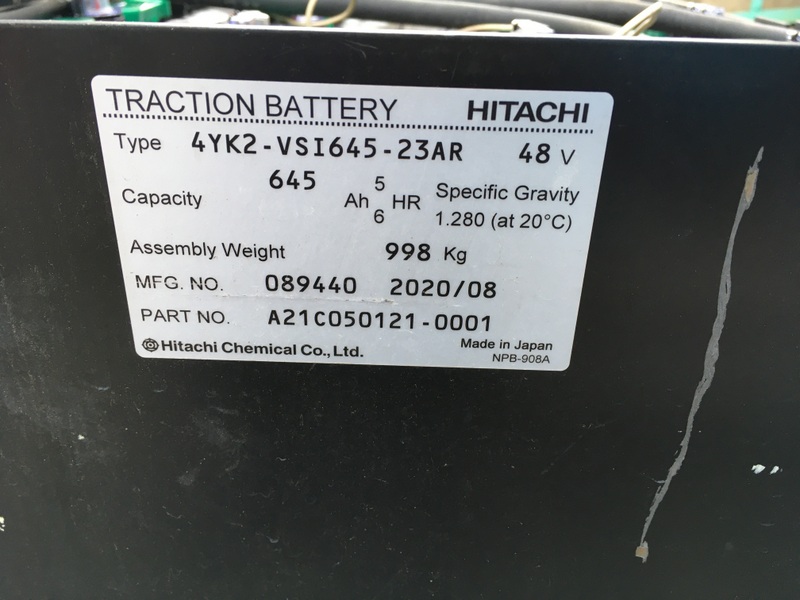 TRACTION BATTERY HITACHI
Type 4YK2-VSI645-23AR 48 V
Capacity 645 Ah 5 6 HR Specific Gravity
1.280 (at 20°C)
Assembly Weight 998 Kg
MFG. NO. 089440 2020/08
PART NO. A21C050121-0001
Hitachi Chemical Co., Ltd. Made in Japan
NPB-908A